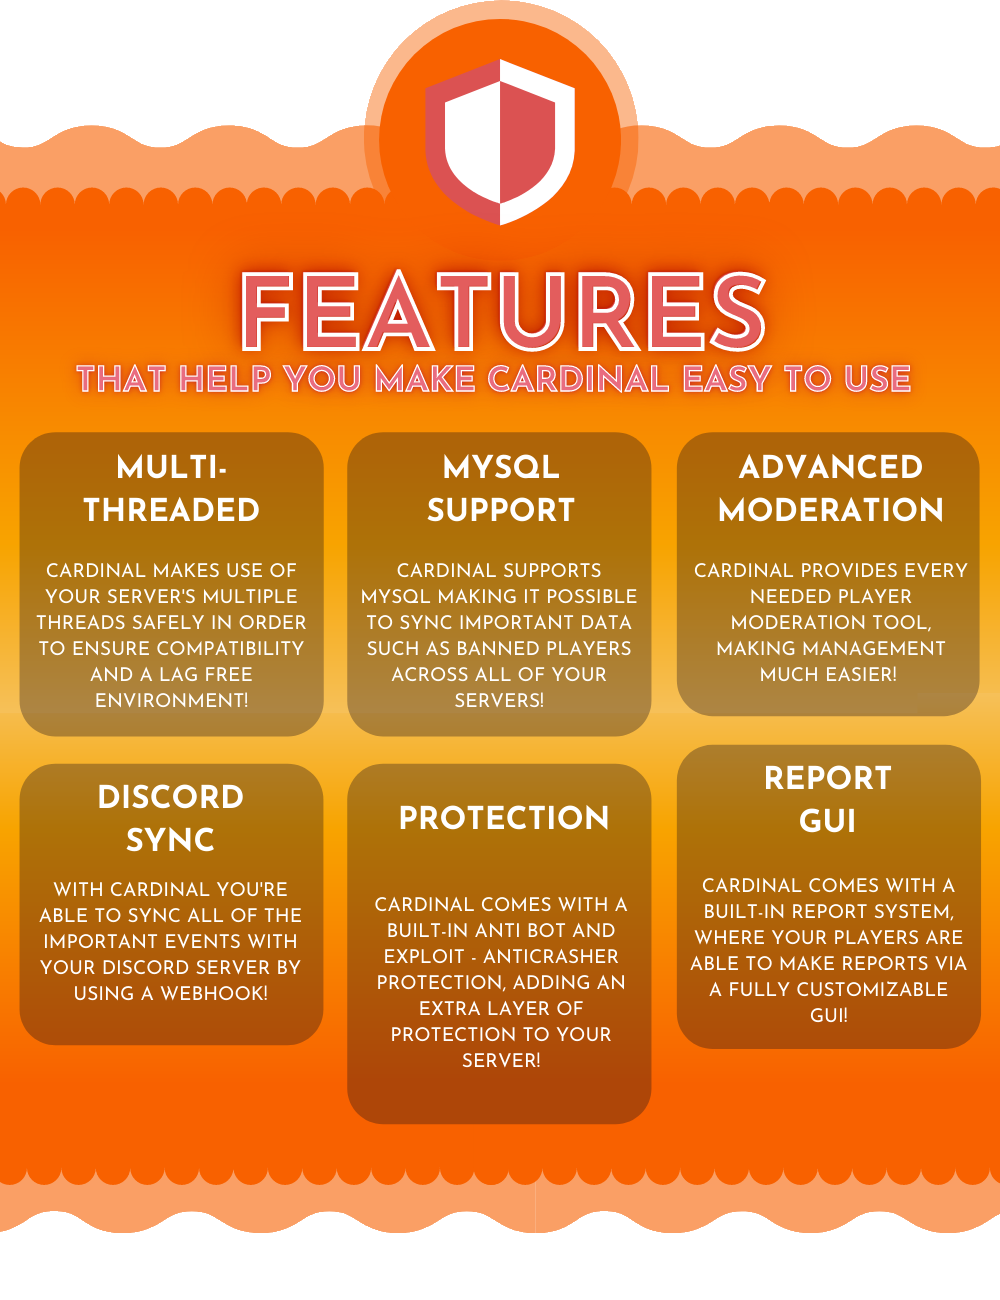 FEATURES
THAT HELP YOU MAKE CARDINAL EASY TO USE
MULTI-
THREADED
CARDINAL MAKES USE OF
YOUR SERVER'S MULTIPLE
THREADS SAFELY IN ORDER
TO ENSURE COMPATIBILITY
AND A LAG FREE
ENVIRONMENT!
MYSQL
SUPPORT
CARDINAL SUPPORTS
MYSQL MAKING IT POSSIBLE
TO SYNC IMPORTANT DATA
SUCH AS BANNED PLAYERS
ACROSS ALL OF YOUR
SERVERS!
ADVANCED
MODERATION
CARDINAL PROVIDES EVERY
NEEDED PLAYER
MODERATION TOOL,
MAKING MANAGEMENT
MUCH EASIER!
DISCORD
SYNC
WITH CARDINAL YOU'RE
ABLE TO SYNC ALL OF THE
IMPORTANT EVENTS WITH
YOUR DISCORD SERVER BY
USING A WEBHOOK!
PROTECTION
CARDINAL COMES WITH A
BUILT-IN ANTI BOT AND
EXPLOIT - ANTICRASHER
PROTECTION, ADDING AN
EXTRA LAYER OF
PROTECTION TO YOUR
SERVER!
REPORT
GUI
CARDINAL COMES WITH A
BUILT-IN REPORT SYSTEM,
WHERE YOUR PLAYERS ARE
ABLE TO MAKE REPORTS VIA
A FULLY CUSTOMIZABLE
GUI!